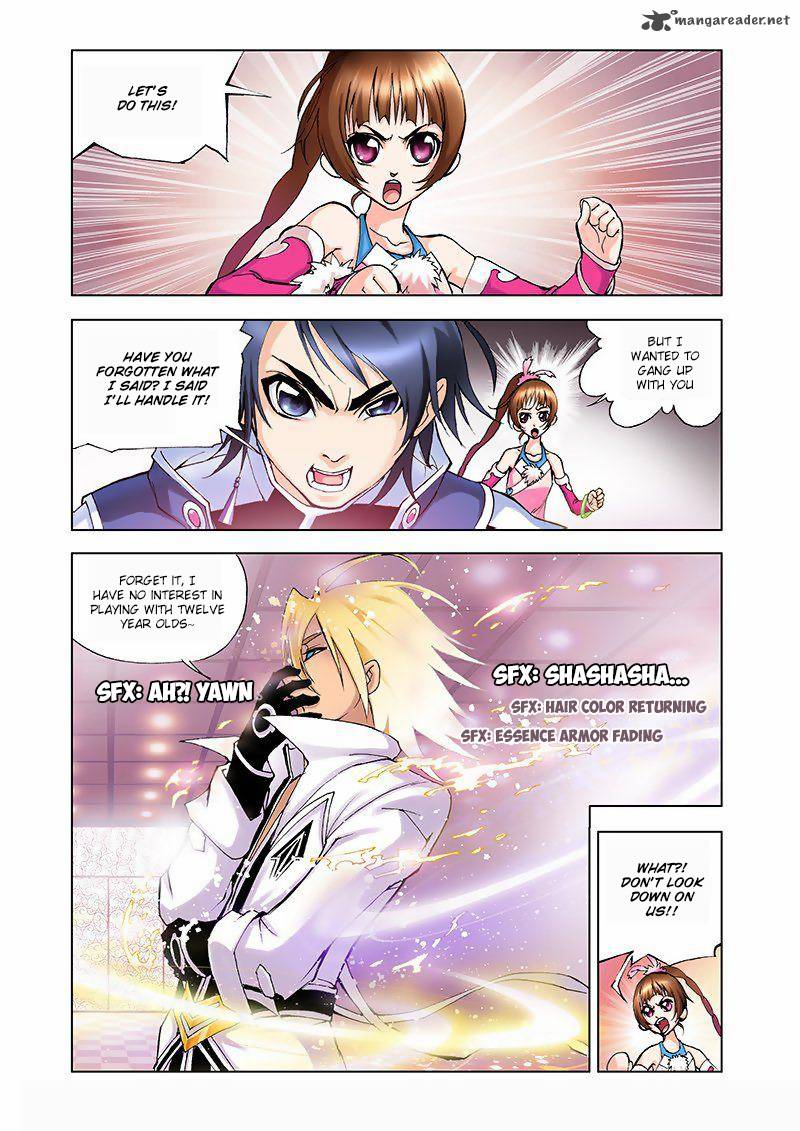 mangareader.net
LET'S
DO THIS!
HAVE YOU
FORGOTTEN WHAT
I SAID? I SAID
I'LL HANDLE IT!
BUT I
WANTED TO
GANG UP
WITH YOU
FORGET IT, I
HAVE NO INTEREST IN
PLAYING WITH TWELVE
YEAR OLDS~
SFX: AH?! YAWN
SFX: SHASHASHA...
SFX: HAIR COLOR RETURNING
SFX: ESSENCE ARMOR FADING
WHAT?!
DON'T LOOK
DOWN ON
US!!